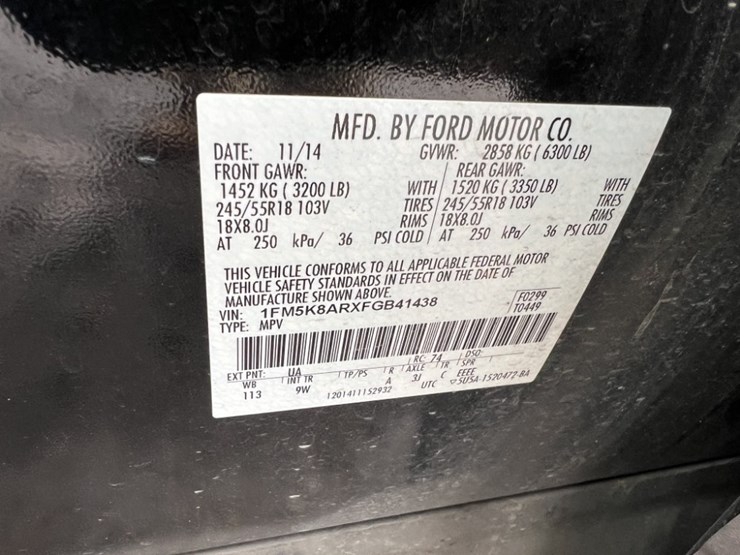 MFD. BY FORD MOTOR CO.
DATE: 11/14 GVWR: 2858 KG ( 6300 LB)
FRONT GAWR: REAR GAWR:
1452 KG ( 3200 LB) WITH 1520 KG ( 3350 LB) WITH
245/55R18 103V TIRES 245/55R18 103V TIRES
18X8.0J RIMS 18X8.0J RIMS
AT 250 kPa/ 36 PSI COLD AT 250 kPa/ 36 PSI COLD
THIS VEHICLE CONFORMS TO ALL APPLICABLE FEDERAL MOTOR
VEHICLE SAFETY STANDARDS IN EFFECT ON THE DATE OF
MANUFACTURE SHOWN ABOVE.
VIN: 1FM5K8ARXFGB41438 F0299
TYPE: MPV T0449
EXT PNT: UA RC: 74 DSO:
WB INT TR TP/PS R AXLE TR SPR
113 9W A 3J C EEEE
1201411152932 UTC 5U5A-1520472-BA